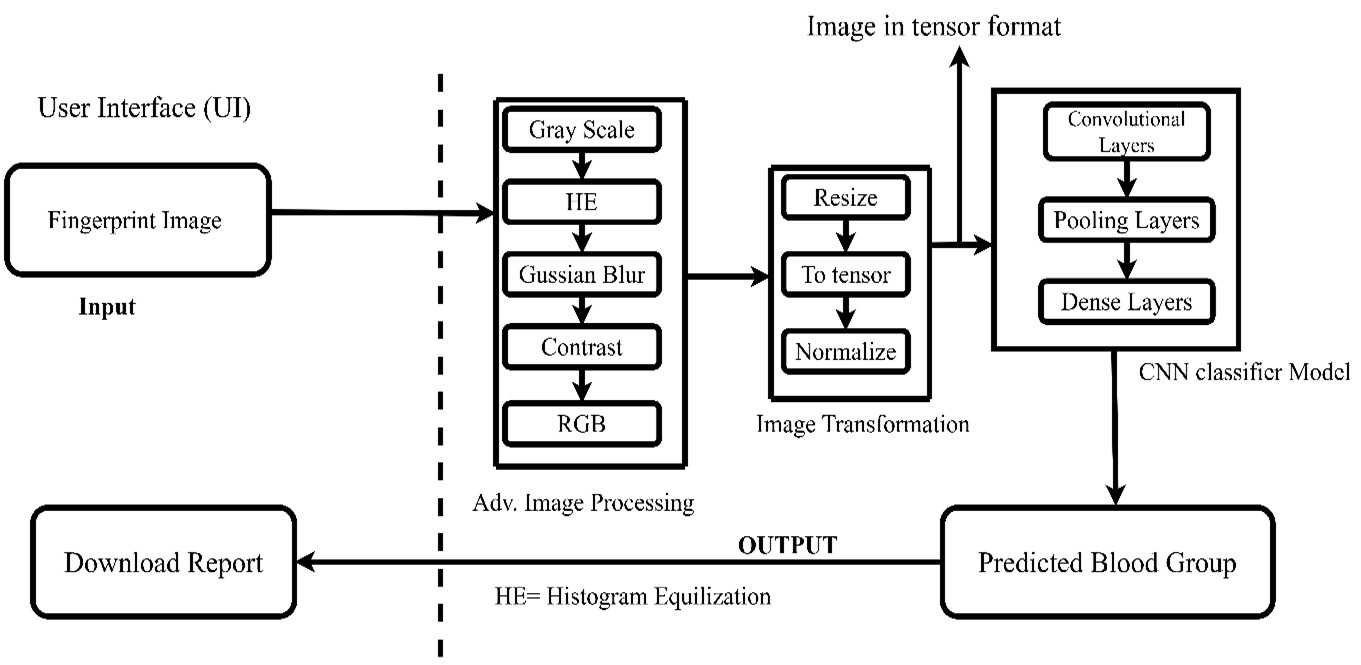 Image in tensor format
User Interface (UI)
Fingerprint Image
Input
Gray Scale
HE
Gussian Blur
Contrast
RGB
Adv. Image Processing
Resize
To tensor
Normalize
Image Transformation
Convolutional
Layers
Pooling Layers
Dense Layers
CNN classifier Model
Predicted Blood Group
OUTPUT
Download Report
HE= Histogram Equilization